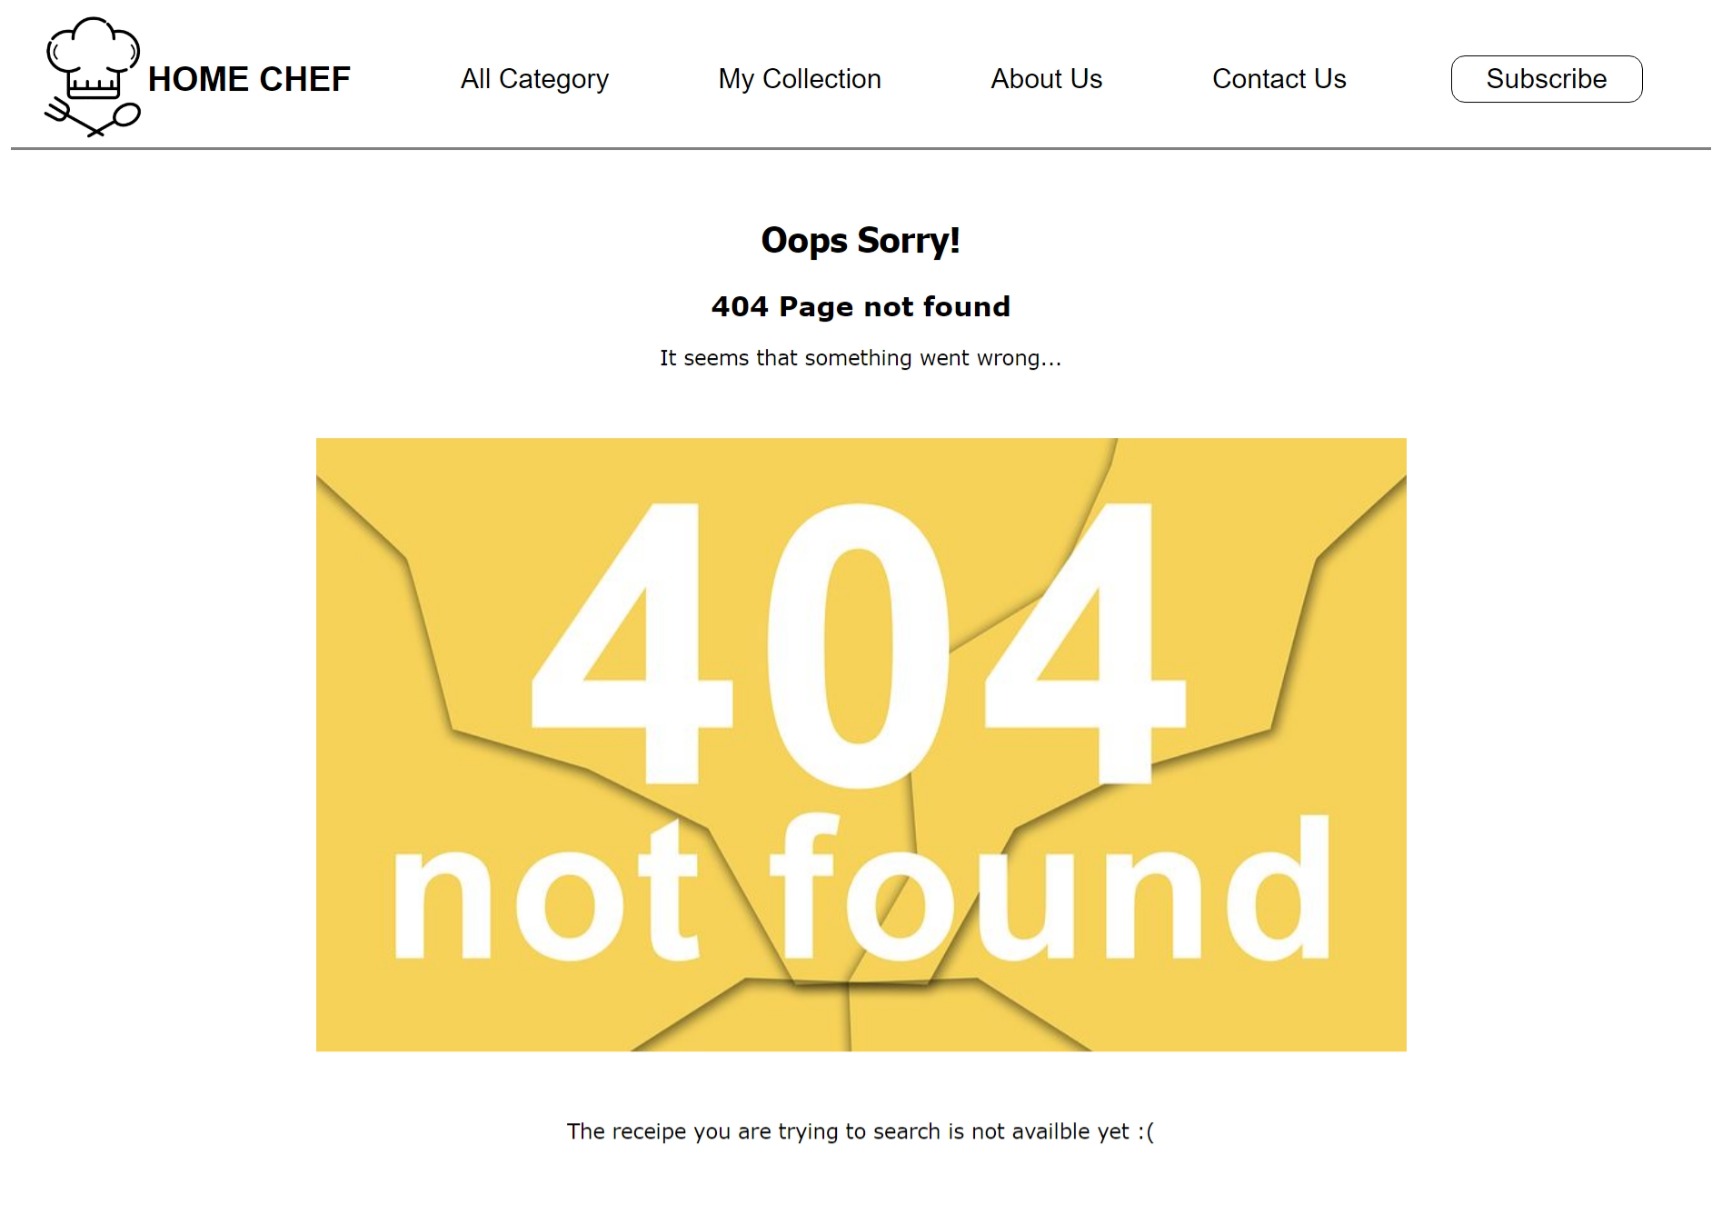 HOME CHEF All Category My Collection About Us Contact Us Subscribe
Oops Sorry!
404 Page not found
It seems that something went wrong...
404
not found
The receipe you are trying to search is not availble yet :(